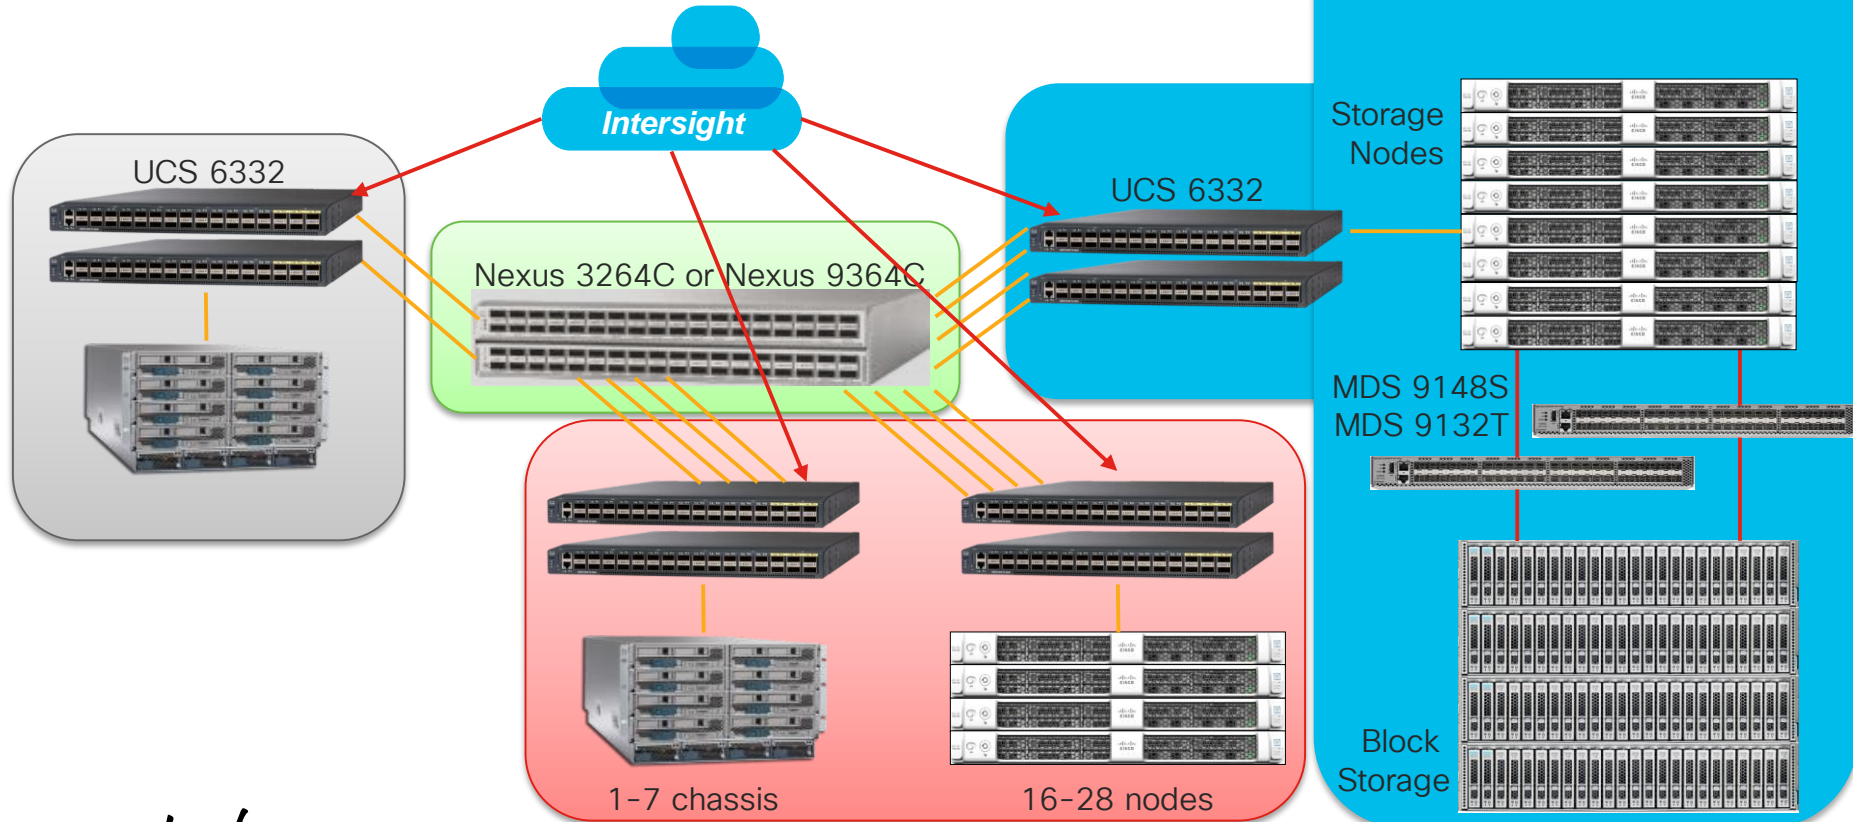 Intersight
UCS 6332
Nexus 3264C or Nexus 9364C
UCS 6332
Storage
Nodes
MDS 9148S
MDS 9132T
Block
Storage
1-7 chassis
16-28 nodes